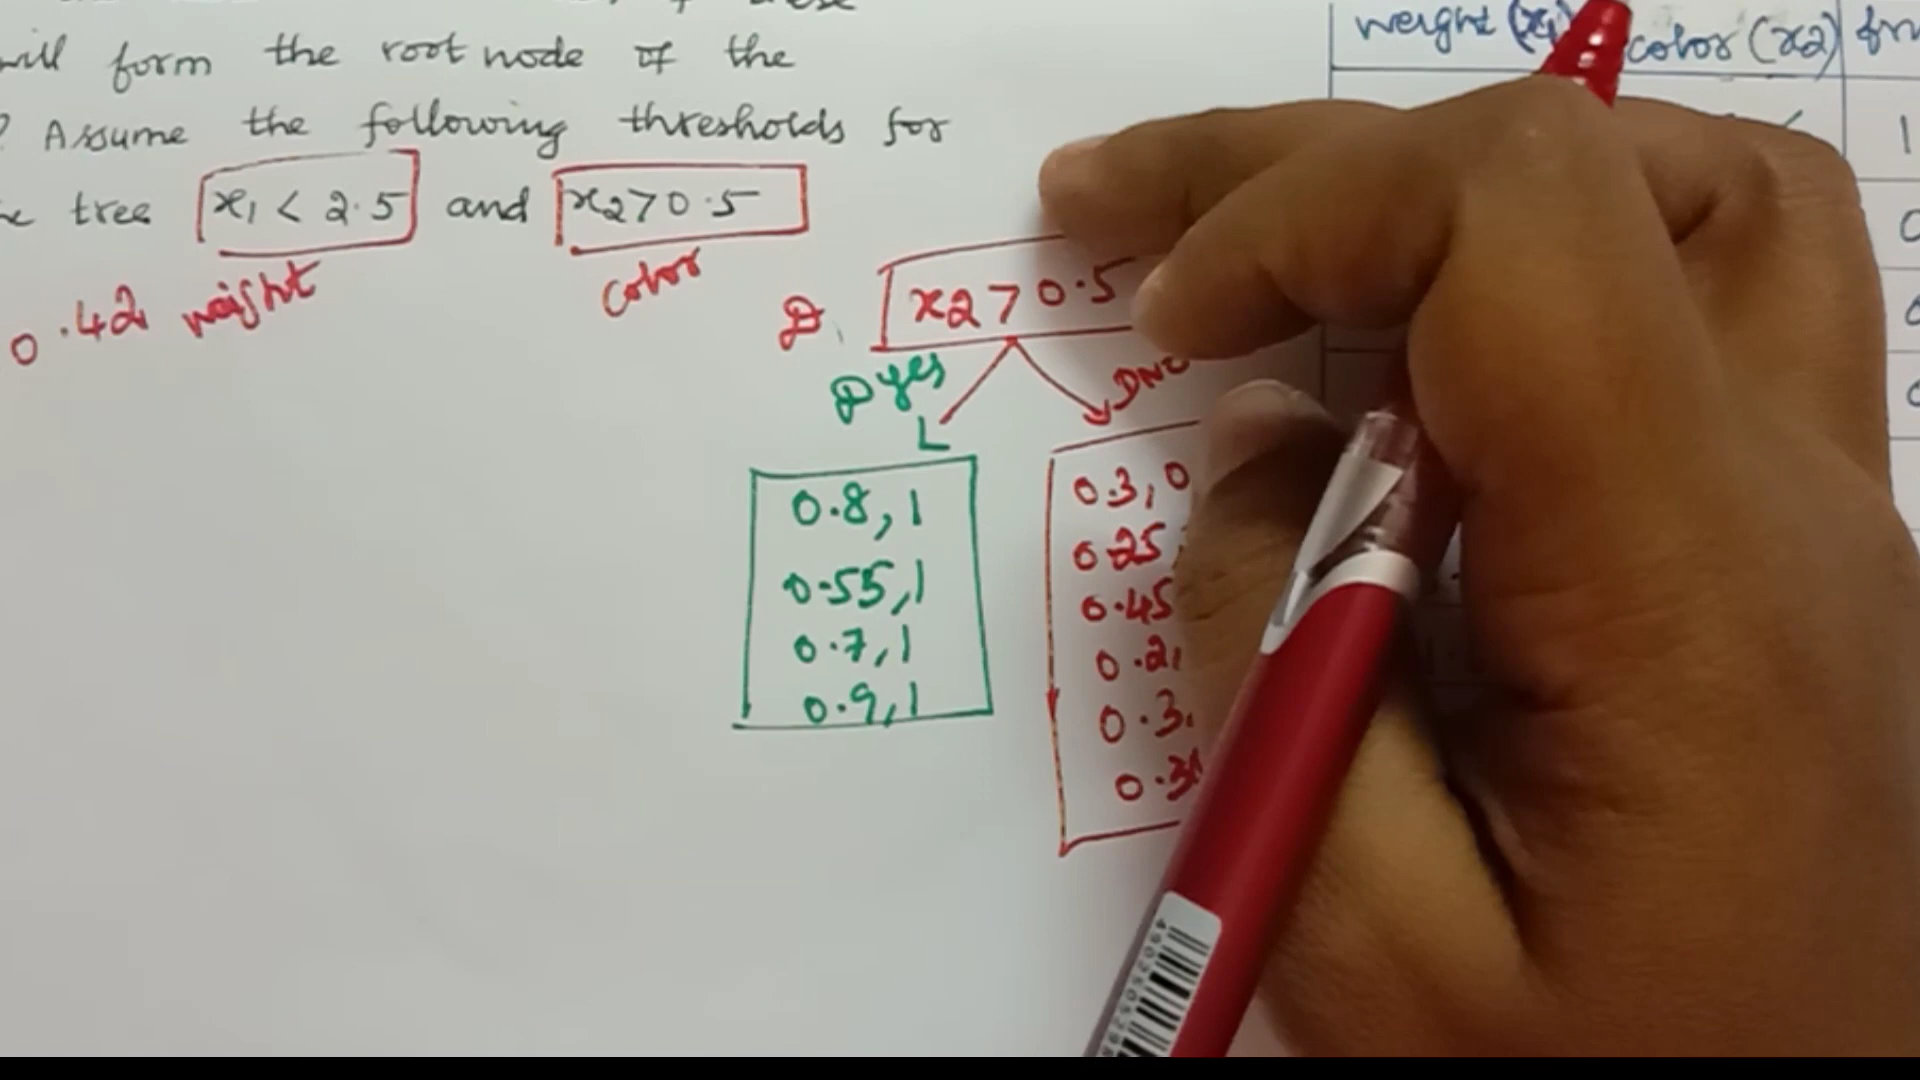 will form the root node of the
? Assume the following thresholds for
tree x1 < 2.5 and x2>0.5
0.42 weight
color
D x2 > 0.5
D yes
L
0.8, 1
0.55, 1
0.7, 1
0.9, 1
0.3, 0
0.25,
0.45
0.2,
0.3,
weight (x1) color (x2)
1